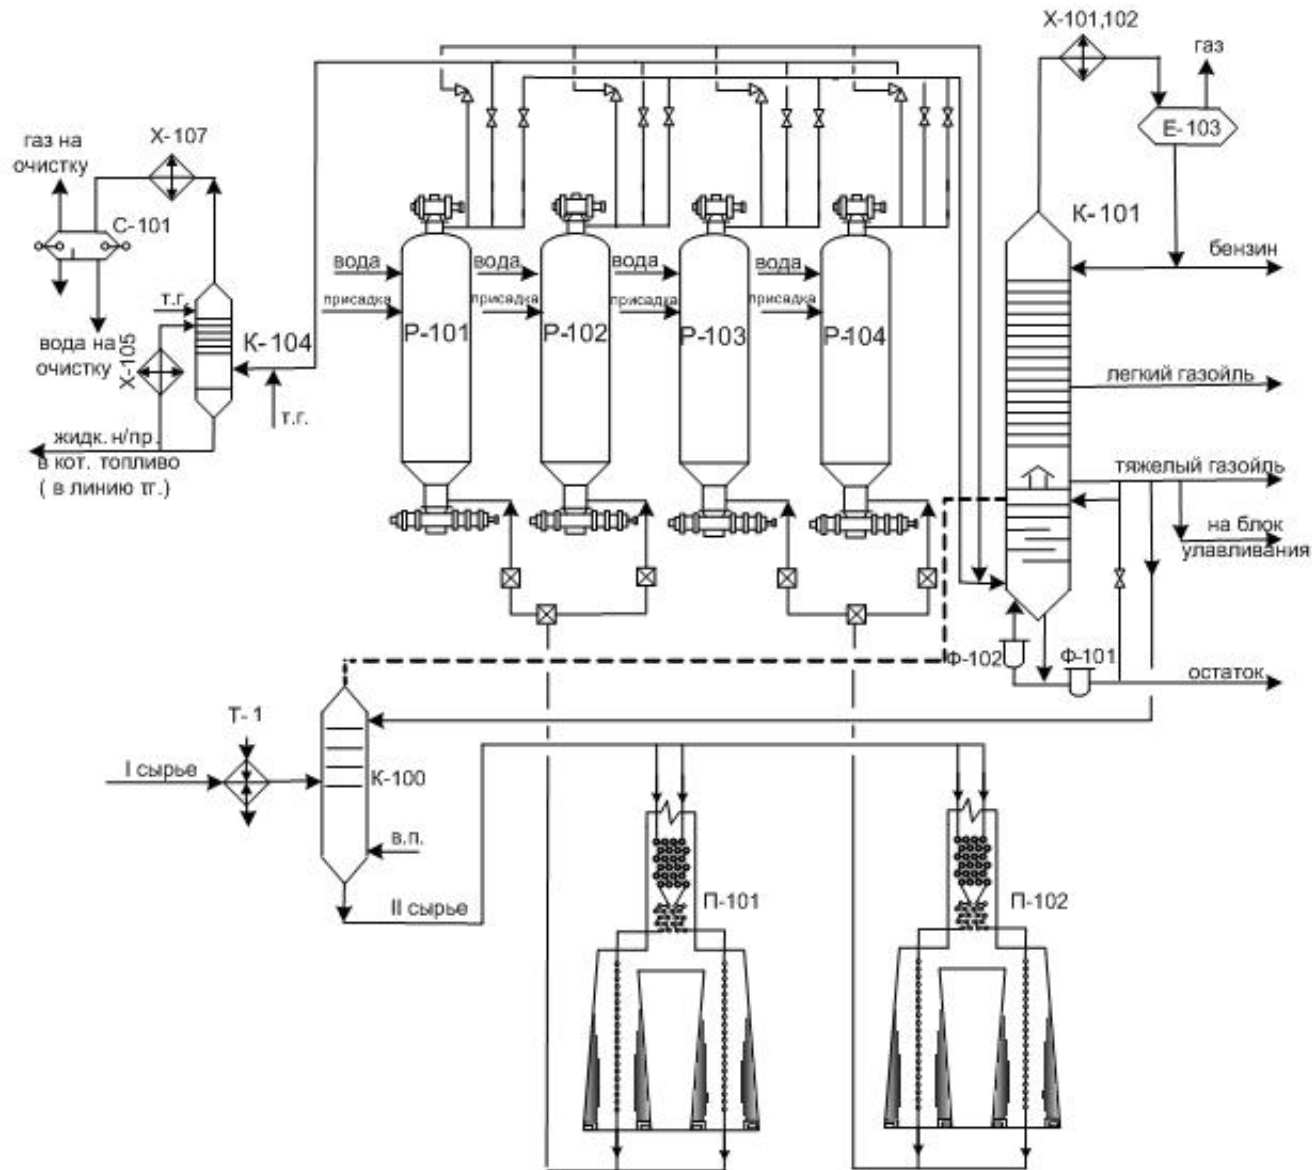 Х-101,102
газ
Е-103
Х-107
газ на
очистку
С-101
К-101
бензин
вода
вода
вода
вода
т.г.
присадка
присадка
присадка
присадка
Р-101
Р-102
Р-103
Р-104
вода на
очистку
Х-105
К-104
т.г.
легкий газойль
жидк. н/пр.
в кот. топливо
( в линию тг.)
тяжелый газойль
на блок
улавливания
Ф-102
Ф-101
остаток
Т-1
I сырье
К-100
в.п.
II сырье
П-101
П-102